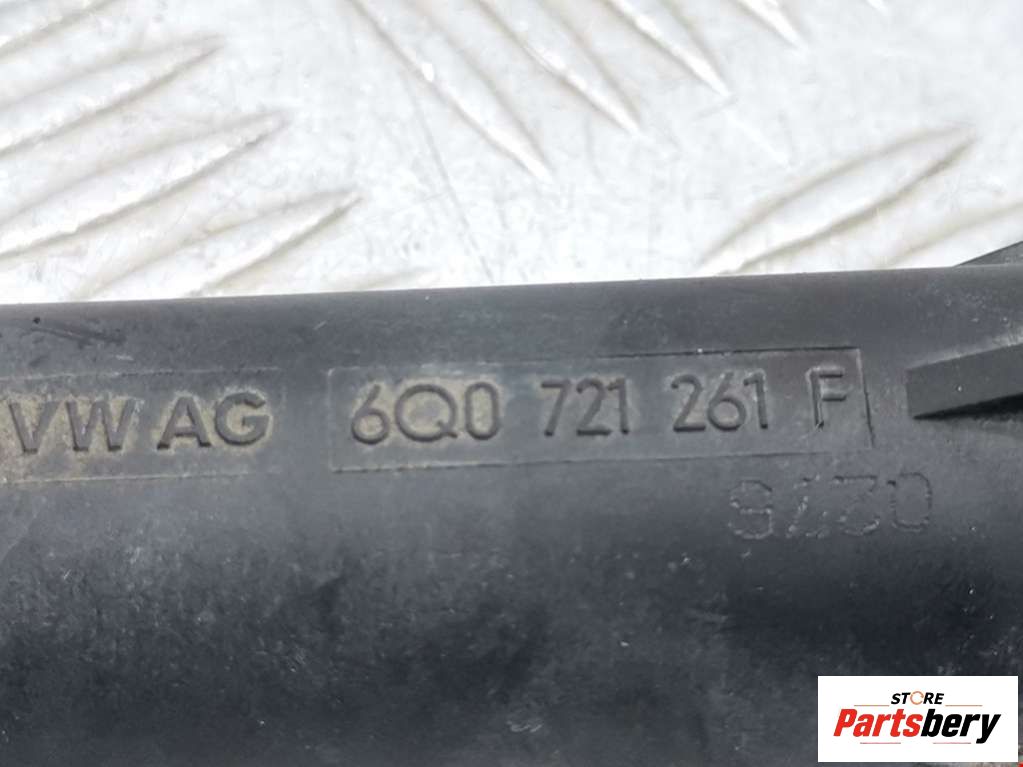 VW AG 6Q0 721 261 F
STORE
Partsbery